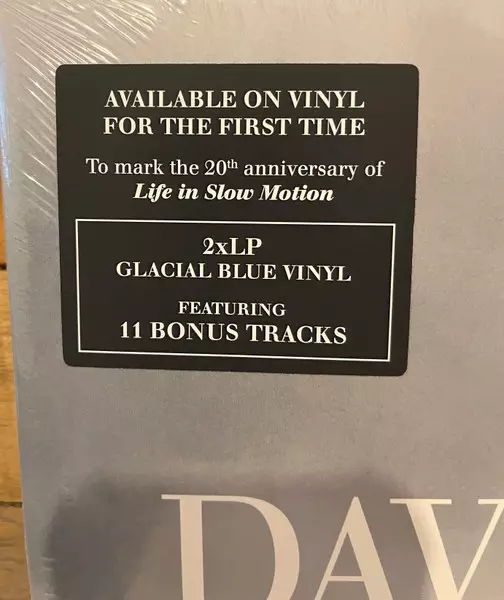 AVAILABLE ON VINYL
FOR THE FIRST TIME
To mark the 20th anniversary of
Life in Slow Motion
2xLP
GLACIAL BLUE VINYL
FEATURING
11 BONUS TRACKS
DAV